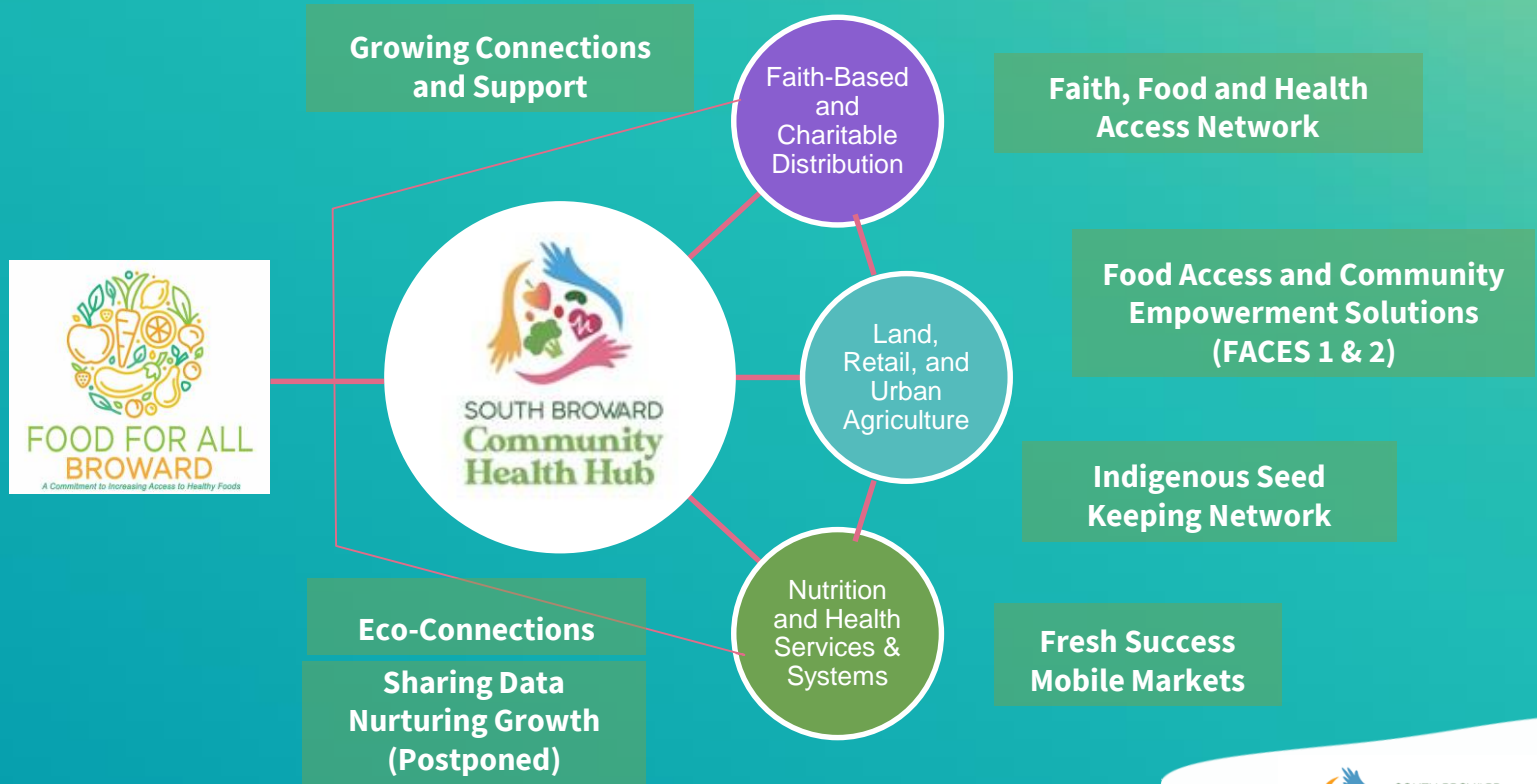 Growing Connections
and Support
Faith-Based
and
Charitable
Distribution
Faith, Food and Health
Access Network
FOOD FOR ALL
BROWARD
A Commitment to Increasing Access to Healthy Foods
SOUTH BROWARD
Community
Health Hub
Land,
Retail, and
Urban
Agriculture
Food Access and Community
Empowerment Solutions
(FACES 1 & 2)
Indigenous Seed
Keeping Network
Eco-Connections
Sharing Data
Nurturing Growth
(Postponed)
Nutrition
and Health
Services &
Systems
Fresh Success
Mobile Markets